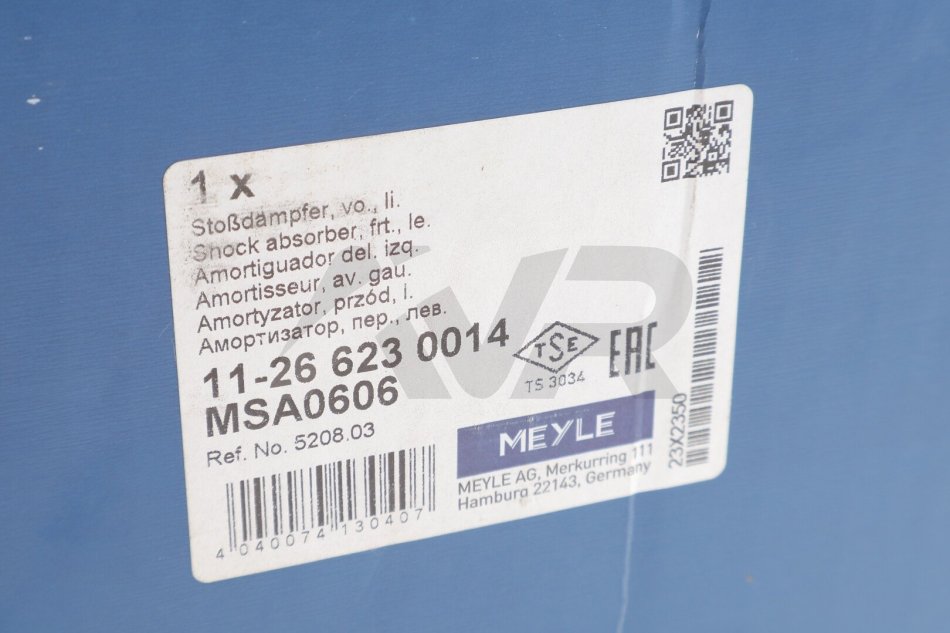 1 x
Stoßdämpfer, vo., li.
Shock absorber, frt., le.
Amortiguador del. izq.
Amortisseur, av. gau.
Amortyzator, przód, l.
Амортизатор, пер., лев.
11-26 623 0014
MSA0606
Ref. No. 5208.03
4 040074 130407
TSE
TS 3034
EAC
MEYLE
MEYLE AG, Merkurring 111
Hamburg 22143, Germany
23X2350
VR